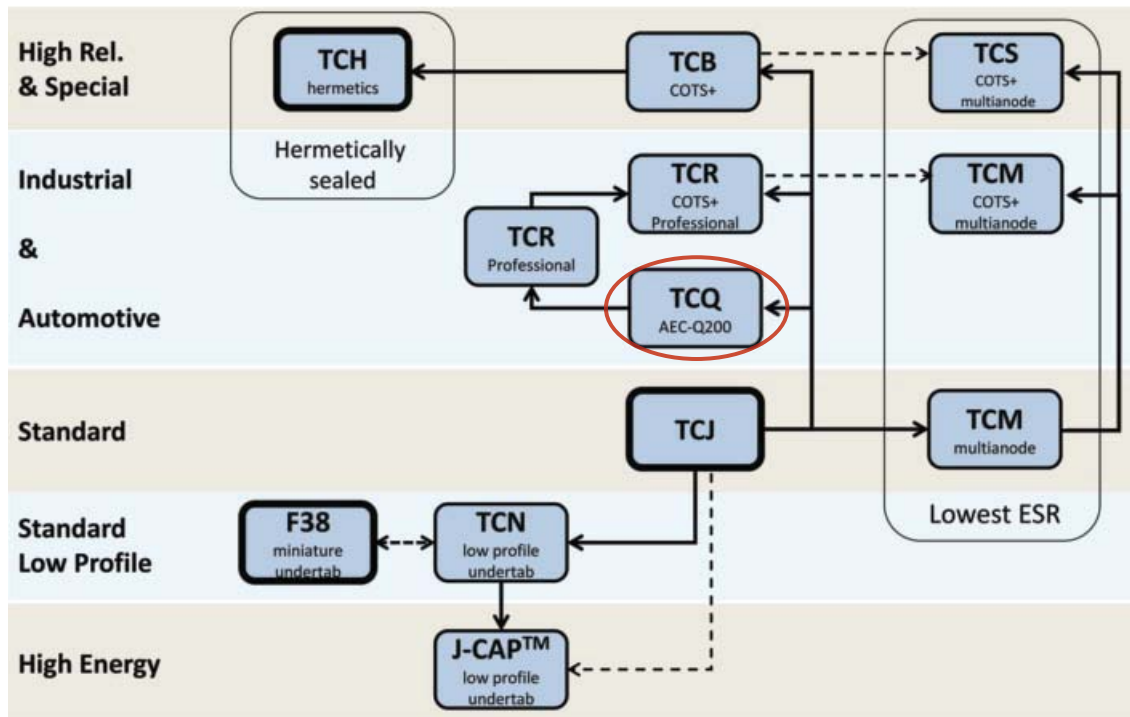 High Rel.
& Special
TCH
hermetics
TCB
COTS+
TCS
COTS+
multianode
Hermetically
sealed
Industrial
&
Automotive
TCR
COTS+
Professional
TCM
COTS+
multianode
TCR
Professional
TCQ
AEC-Q200
Standard
TCJ
TCM
multianode
Lowest ESR
Standard
Low Profile
F38
miniature
undertab
TCN
low profile
undertab
High Energy
J-CAP™
low profile
undertab